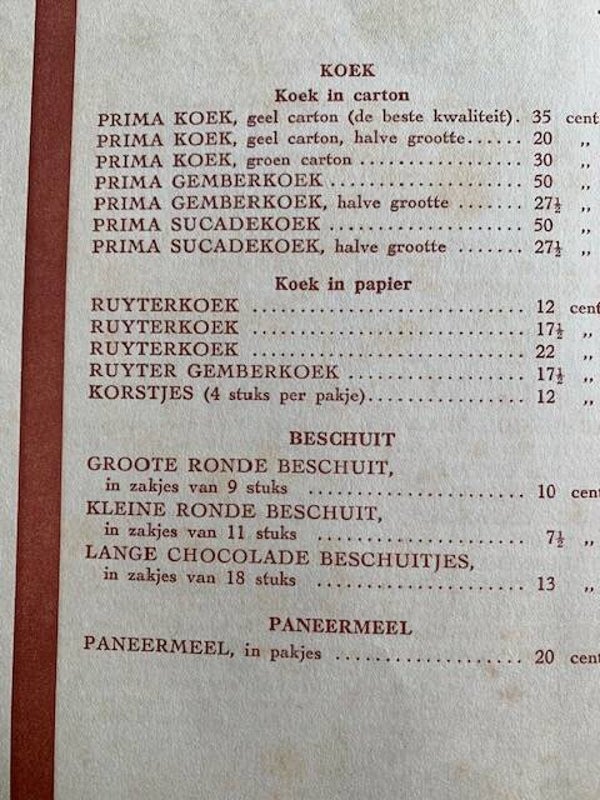 KOEK
Koek in carton
PRIMA KOEK, geel carton (de beste kwaliteit). 35 cent
PRIMA KOEK, geel carton, halve grootte...... 20 „
PRIMA KOEK, groen carton .................. 30 „
PRIMA GEMBERKOEK ...................... 50 „
PRIMA GEMBERKOEK, halve grootte ........ 27½ „
PRIMA SUCADEKOEK ...................... 50 „
PRIMA SUCADEKOEK, halve grootte ....... 27½ „
Koek in papier
RUYTERKOEK .............................. 12 cent
RUYTERKOEK .............................. 17½ „
RUYTERKOEK .............................. 22 „
RUYTER GEMBERKOEK ................... 17½ „
KORSTJES (4 stuks per pakje)................. 12 „
BESCHUIT
GROOTE RONDE BESCHUIT,
in zakjes van 9 stuks ........................ 10 cent
KLEINE RONDE BESCHUIT,
in zakjes van 11 stuks ....................... 7½ „
LANGE CHOCOLADE BESCHUITJES,
in zakjes van 18 stuks ....................... 13 „
PANEERMEEL
PANEERMEEL, in pakjes ..................... 20 cent